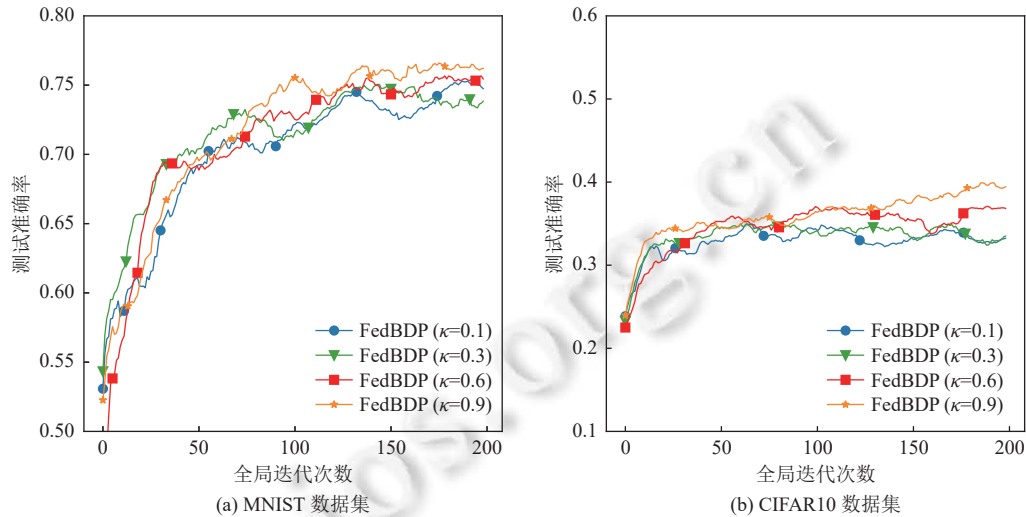 0.80
0.75
0.70
0.65
0.60
0.55
0.50
测试准确率
0
50
100
150
200
全局迭代次数
FedBDP (κ=0.1)
FedBDP (κ=0.3)
FedBDP (κ=0.6)
FedBDP (κ=0.9)
(a) MNIST 数据集
0.6
0.5
0.4
0.3
0.2
0.1
测试准确率
0
50
100
150
200
全局迭代次数
FedBDP (κ=0.1)
FedBDP (κ=0.3)
FedBDP (κ=0.6)
FedBDP (κ=0.9)
(b) CIFAR10 数据集
jos.org.cn